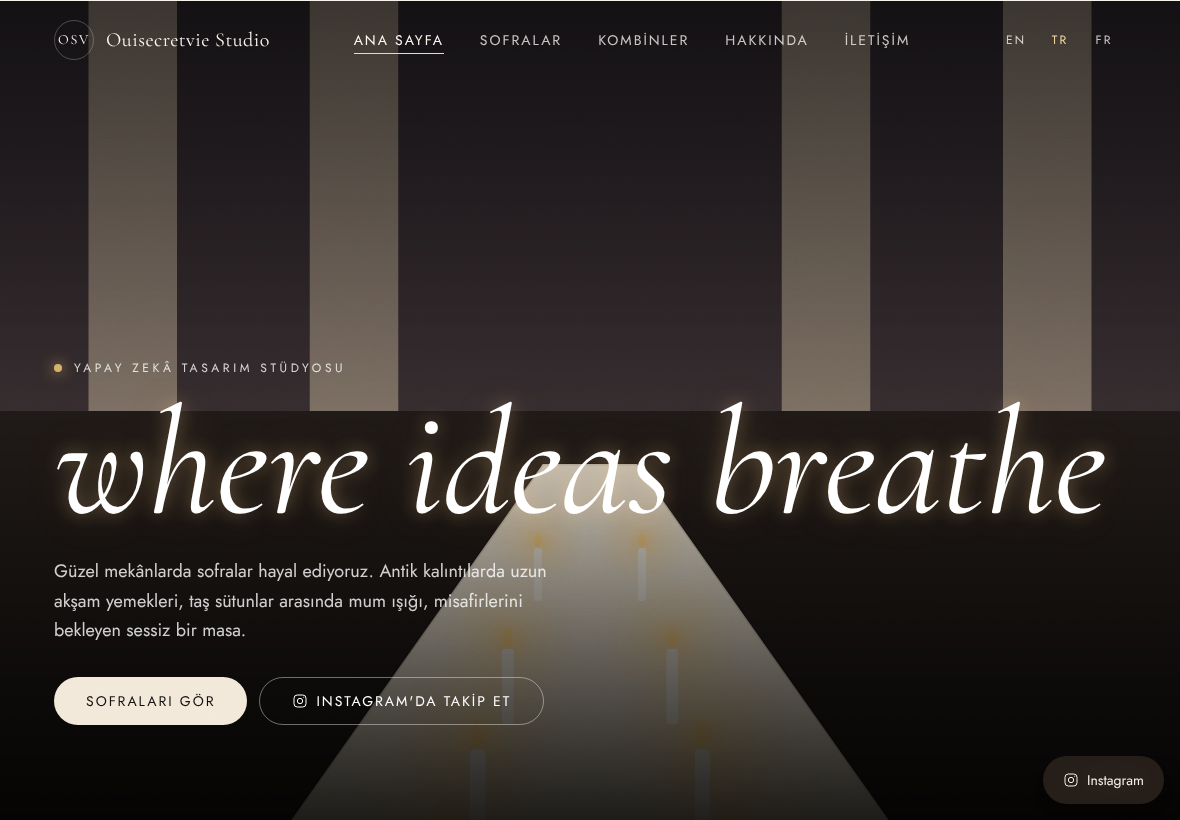 OSV Ouisecretvie Studio
ANA SAYFA SOFRALAR KOMBİNLER HAKKINDA İLETİŞİM
EN TR FR
YAPAY ZEKÂ TASARIM STÜDYOSU
where ideas breathe
Güzel mekânlarda sofralar hayal ediyoruz. Antik kalıntılarda uzun
akşam yemekleri, taş sütunlar arasında mum ışığı, misafirlerini
bekleyen sessiz bir masa.
SOFRALARI GÖR
INSTAGRAM'DA TAKİP ET
Instagram